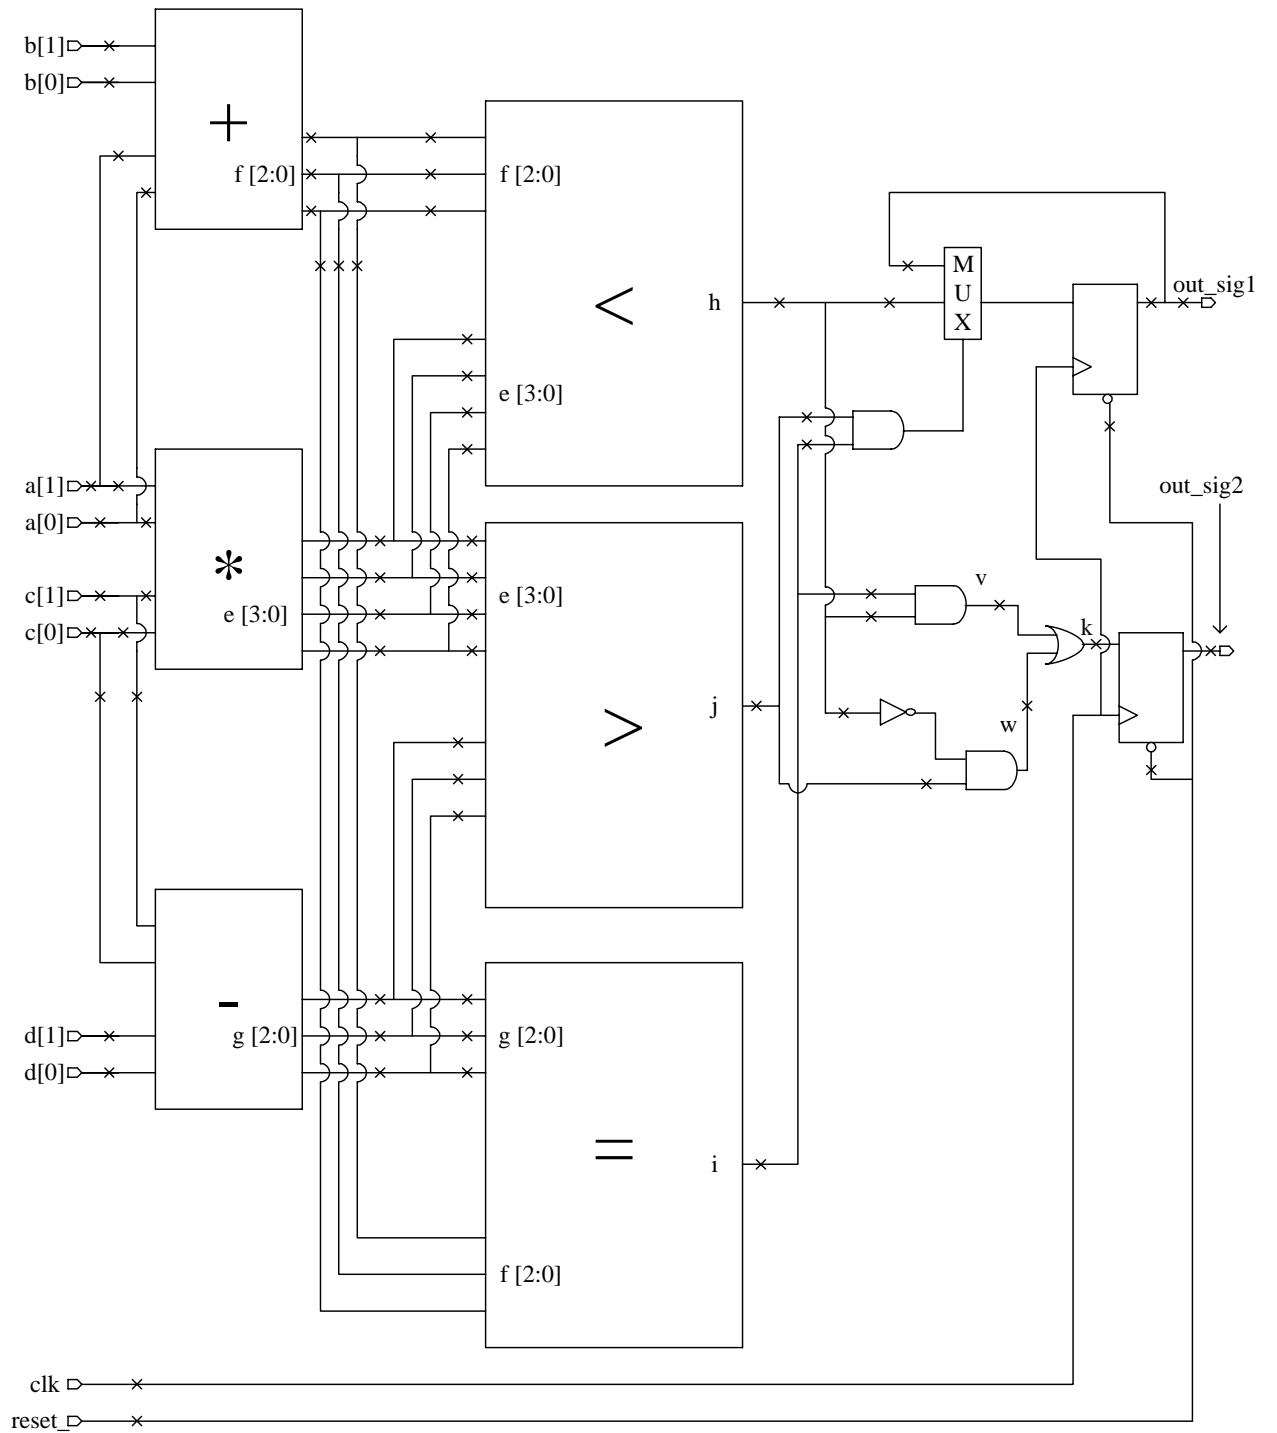 b[1]
b[0]
+
f [2:0]
f [2:0]
<
h
e [3:0]
M
U
X
out_sig1
a[1]
a[0]
*
c[1]
e [3:0]
c[0]
e [3:0]
>
j
out_sig2
v
k
w
-
d[1]
g [2:0]
g [2:0]
d[0]
=
i
f [2:0]
clk
reset_